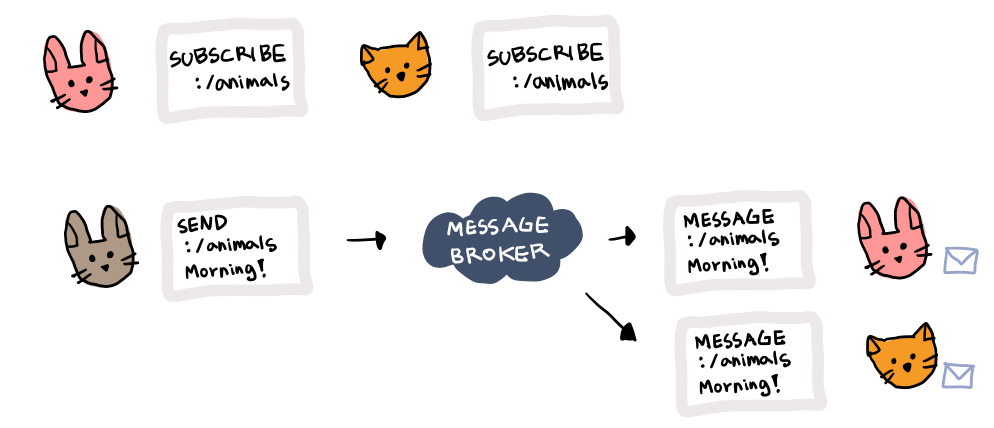 SUBSCRIBE
:/animals
SUBSCRIBE
:/animals
SEND
:/animals
Morning!
MESSAGE
BROKER
MESSAGE
:/animals
Morning!
MESSAGE
:/animals
Morning!